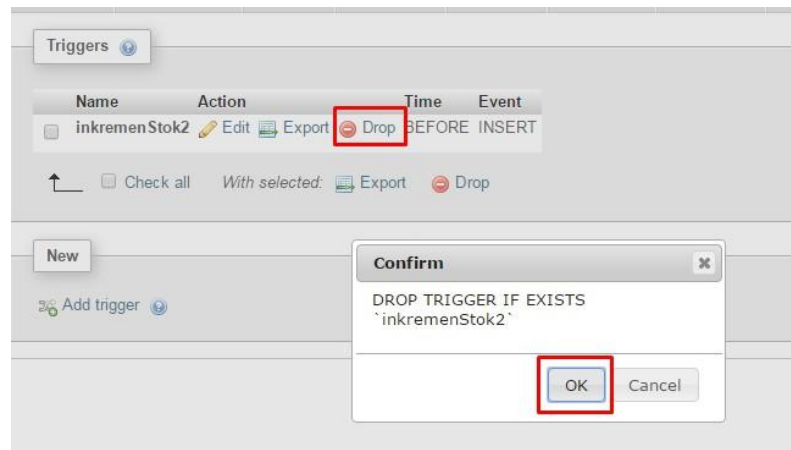 Triggers
Name Action Time Event
inkremenStok2 Edit Export Drop BEFORE INSERT
Check all With selected: Export Drop
New
Add trigger
Confirm
DROP TRIGGER IF EXISTS
`inkremenStok2`
OK Cancel